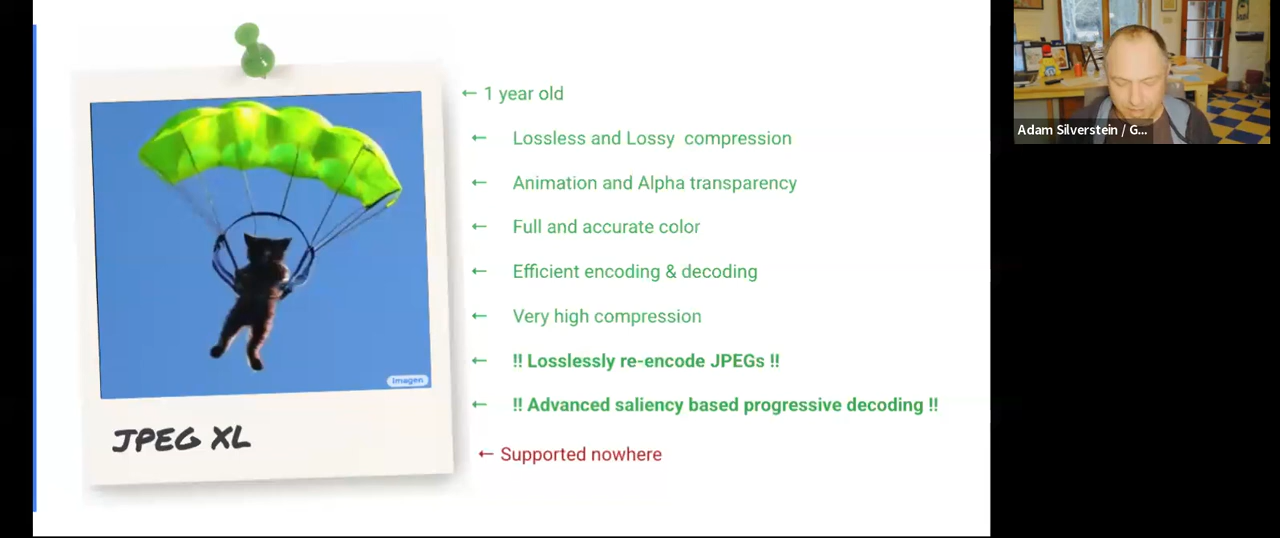 ← 1 year old
← Lossless and Lossy  compression
← Animation and Alpha transparency
← Full and accurate color
← Efficient encoding & decoding
← Very high compression
← !! Losslessly re-encode JPEGs !!
← !! Advanced saliency based progressive decoding !!
← Supported nowhere
Imagen
JPEG XL
Adam Silverstein / G...